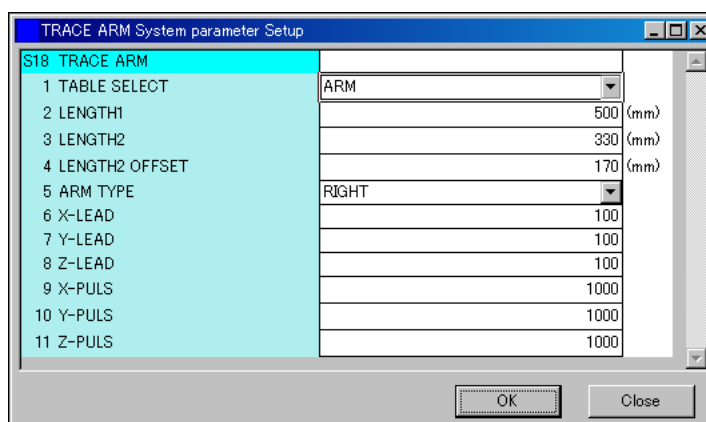 TRACE ARM System parameter Setup
S18 TRACE ARM
1 TABLE SELECT ARM
2 LENGTH1 500 (mm)
3 LENGTH2 330 (mm)
4 LENGTH2 OFFSET 170 (mm)
5 ARM TYPE RIGHT
6 X-LEAD 100
7 Y-LEAD 100
8 Z-LEAD 100
9 X-PULS 1000
10 Y-PULS 1000
11 Z-PULS 1000
OK Close